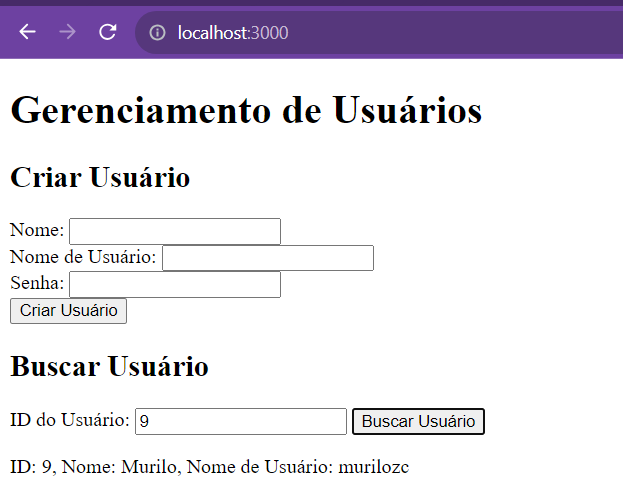 localhost:3000
Gerenciamento de Usuários
Criar Usuário
Nome:
Nome de Usuário:
Senha:
Criar Usuário
Buscar Usuário
ID do Usuário: 9 Buscar Usuário
ID: 9, Nome: Murilo, Nome de Usuário: murilozc